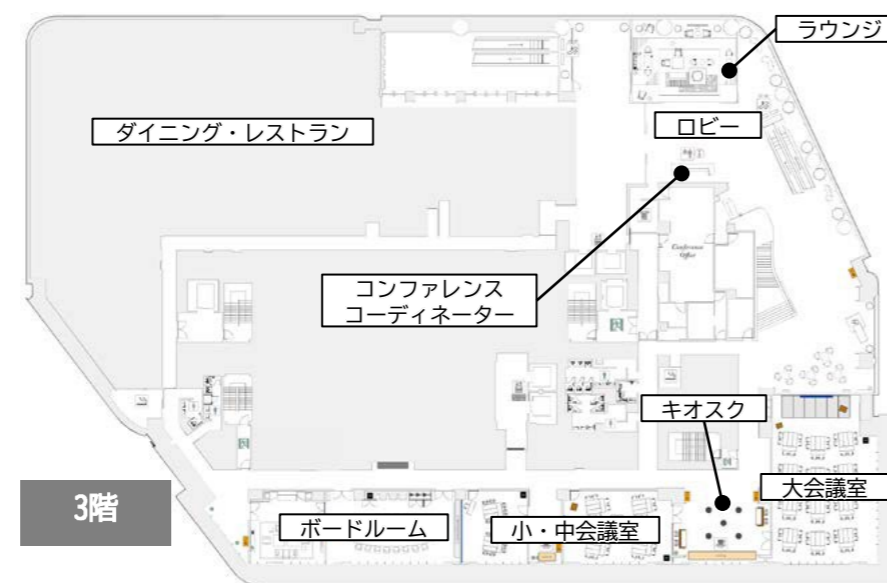 ラウンジ
ダイニング・レストラン
ロビー
Conference
Office
コンファレンス
コーディネーター
キオスク
大会議室
3階
ボードルーム
小・中会議室